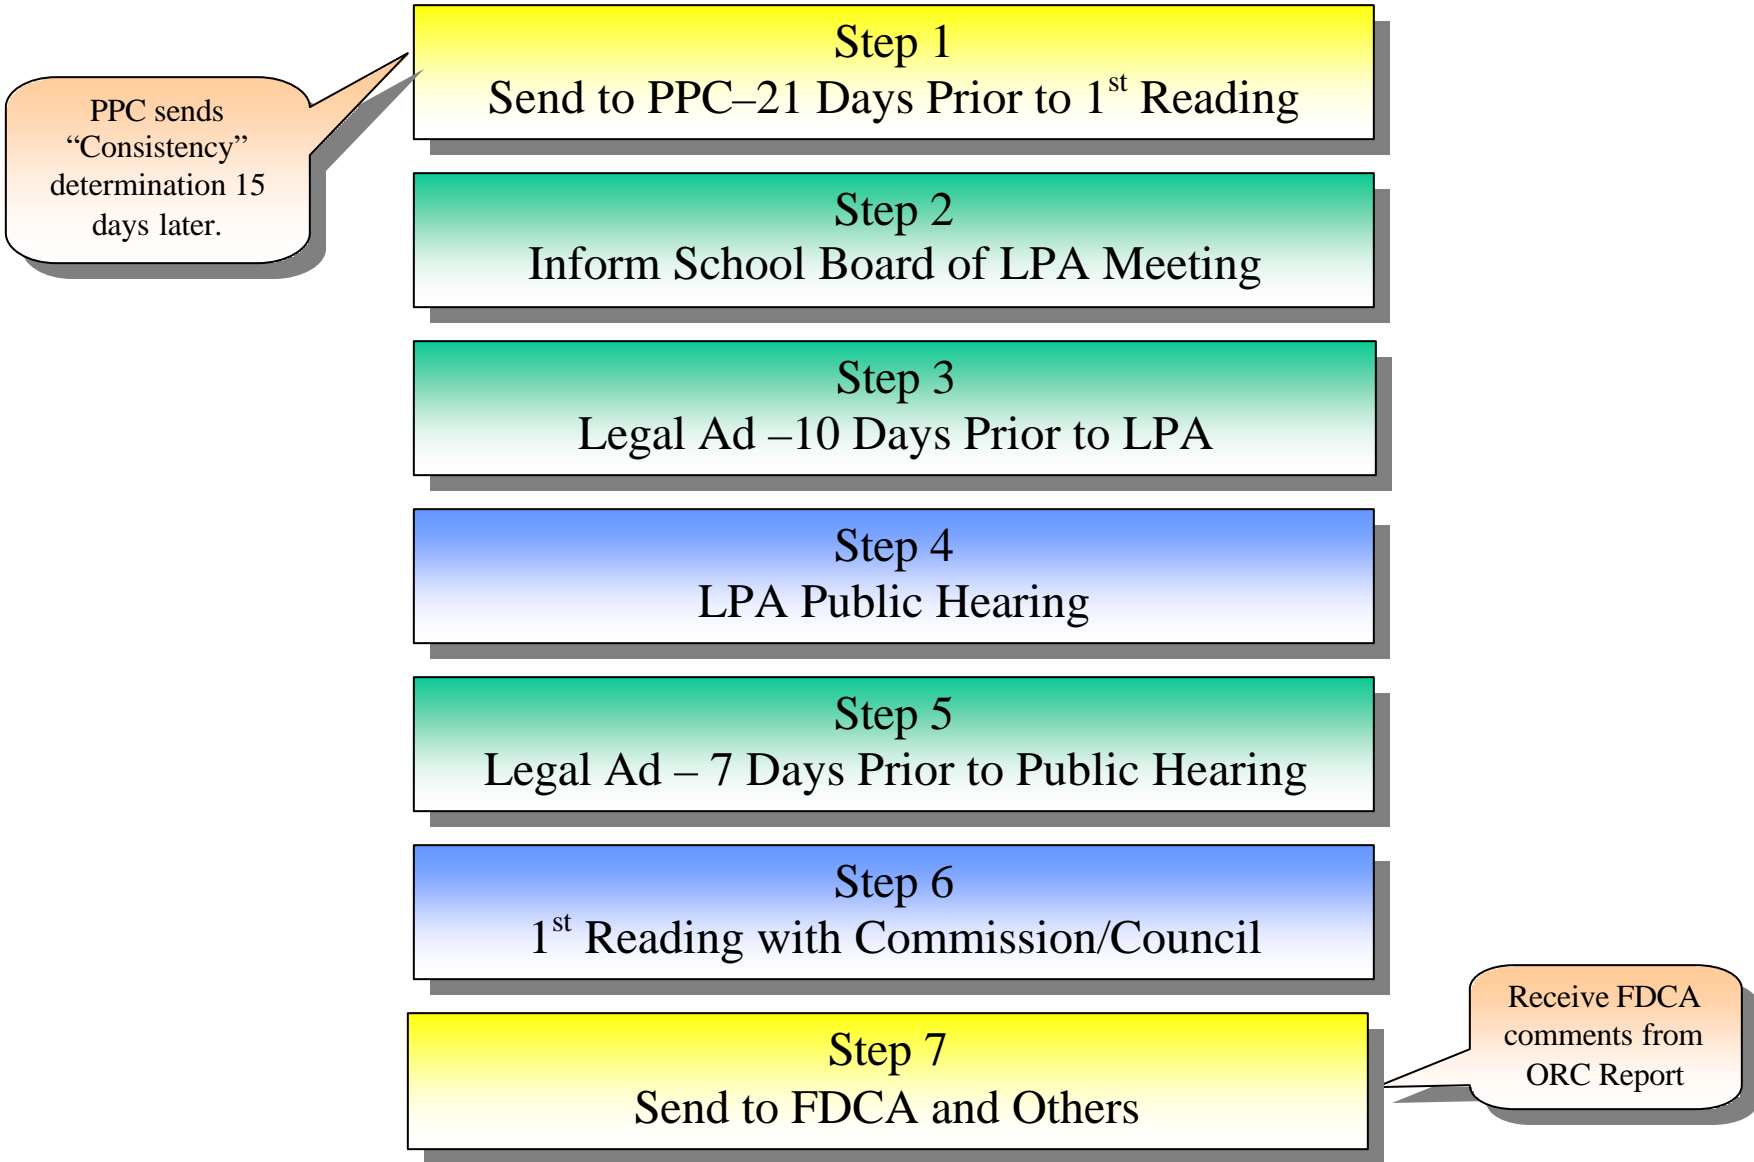 Step 1
Send to PPC–21 Days Prior to 1st Reading
PPC sends
“Consistency”
determination 15
days later.
Step 2
Inform School Board of LPA Meeting
Step 3
Legal Ad –10 Days Prior to LPA
Step 4
LPA Public Hearing
Step 5
Legal Ad – 7 Days Prior to Public Hearing
Step 6
1st Reading with Commission/Council
Step 7
Send to FDCA and Others
Receive FDCA
comments from
ORC Report